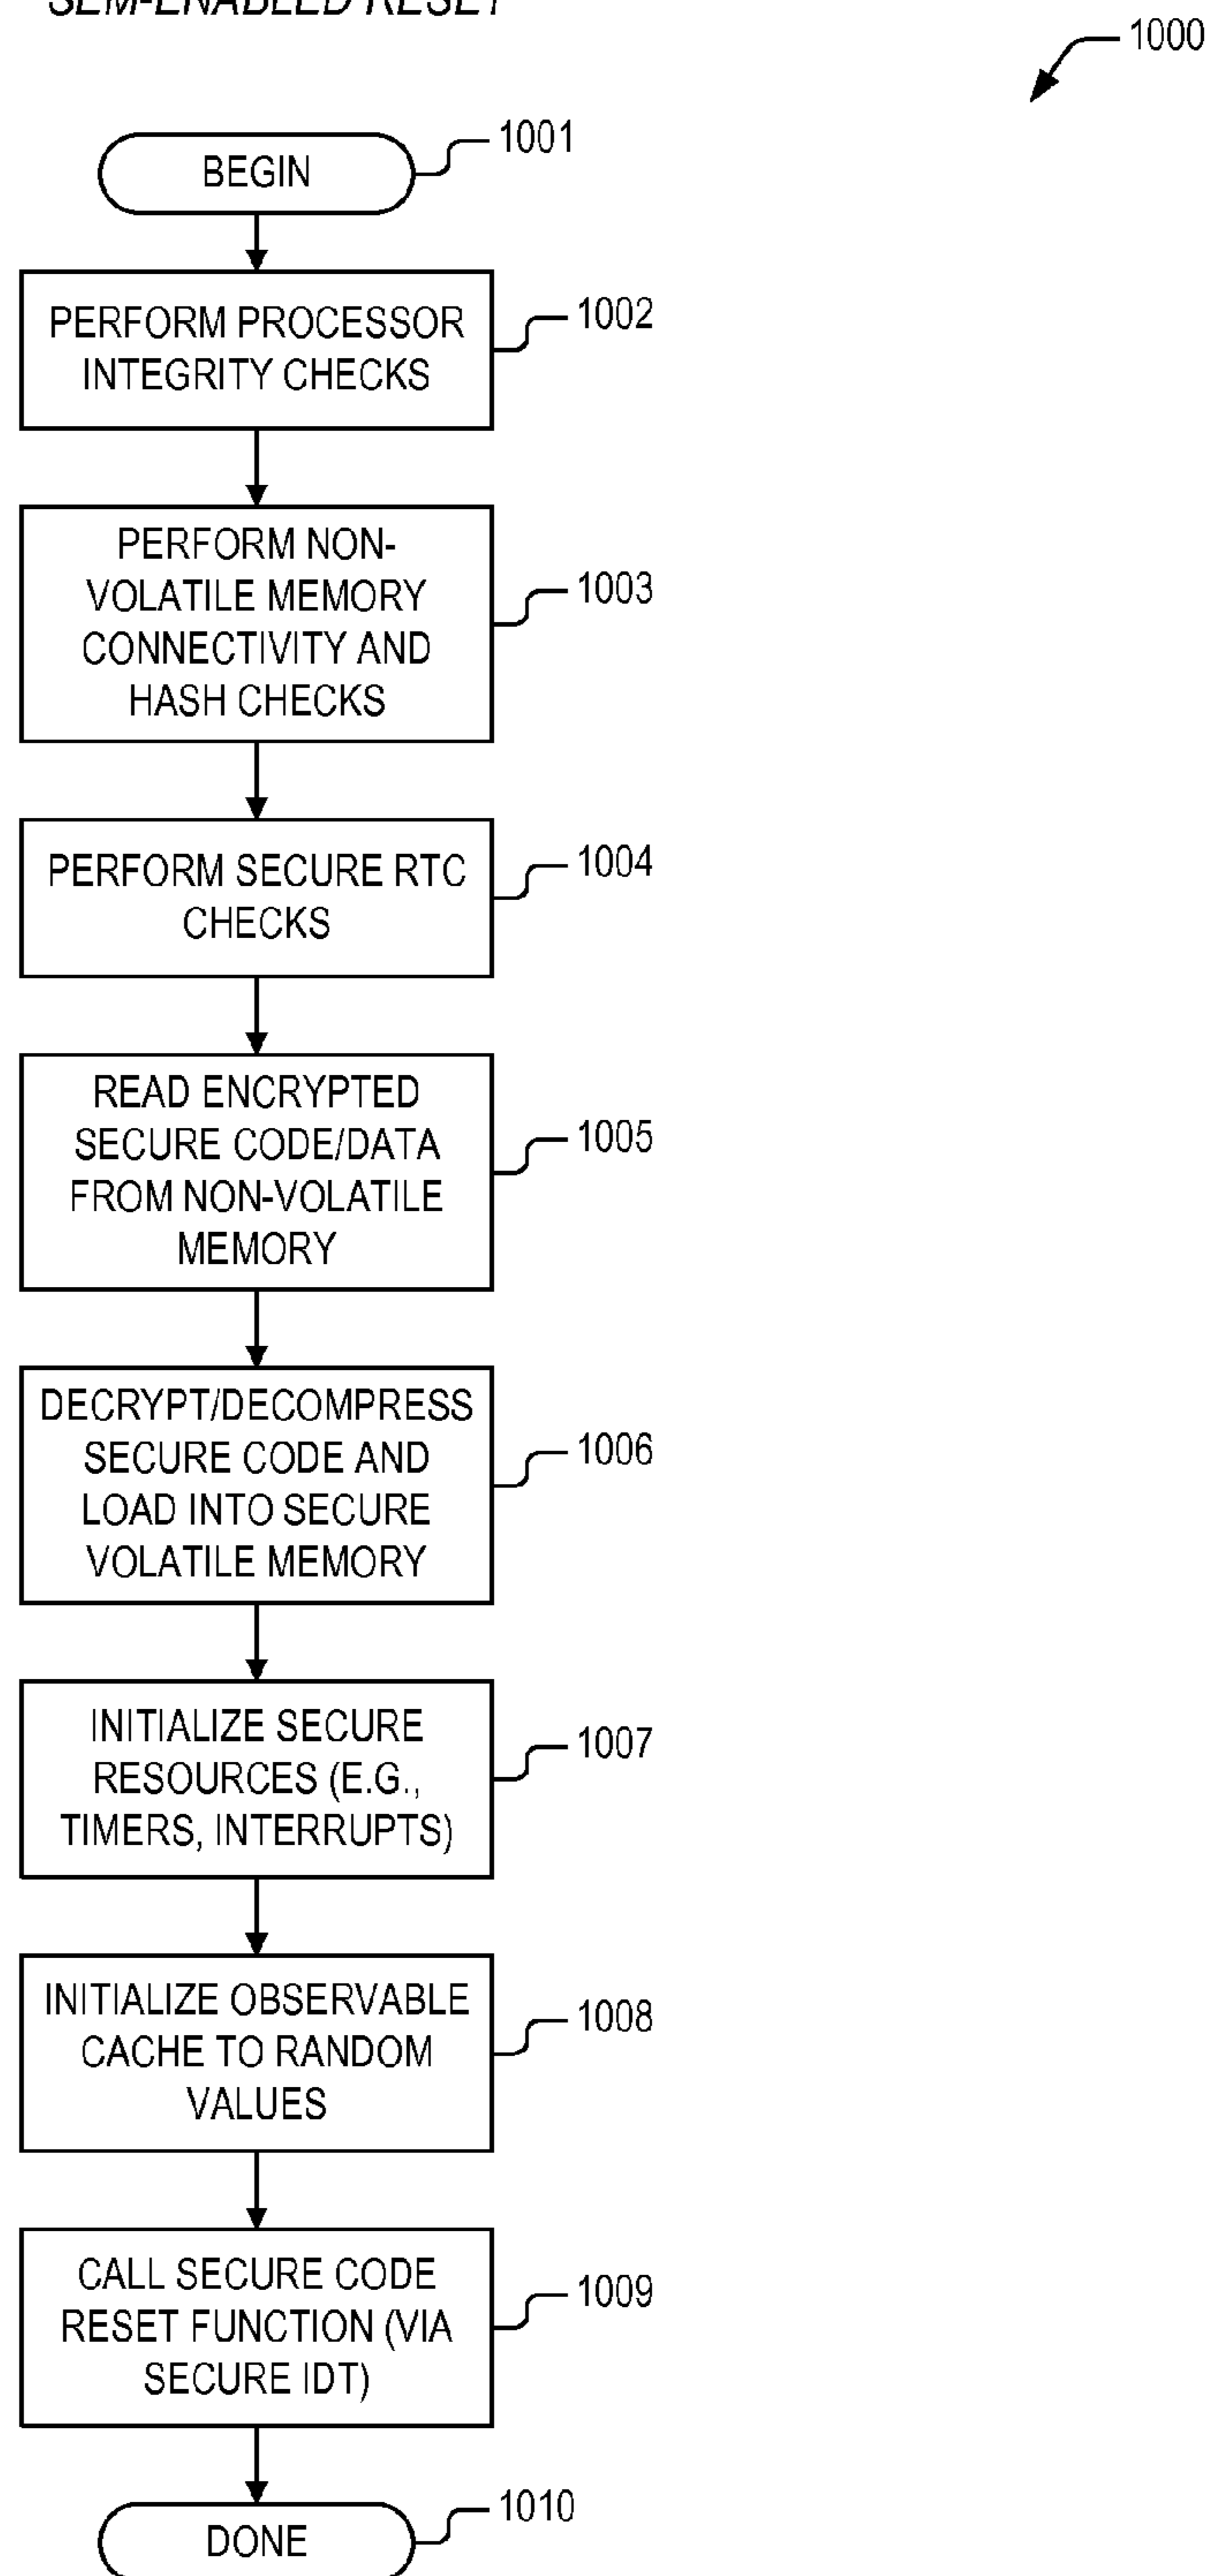 SEM-ENABLED RESET
1000
BEGIN
1001
PERFORM PROCESSOR
INTEGRITY CHECKS
1002
PERFORM NON-
VOLATILE MEMORY
CONNECTIVITY AND
HASH CHECKS
1003
PERFORM SECURE RTC
CHECKS
1004
READ ENCRYPTED
SECURE CODE/DATA
FROM NON-VOLATILE
MEMORY
1005
DECRYPT/DECOMPRESS
SECURE CODE AND
LOAD INTO SECURE
VOLATILE MEMORY
1006
INITIALIZE SECURE
RESOURCES (E.G.,
TIMERS, INTERRUPTS)
1007
INITIALIZE OBSERVABLE
CACHE TO RANDOM
VALUES
1008
CALL SECURE CODE
RESET FUNCTION (VIA
SECURE IDT)
1009
DONE
1010